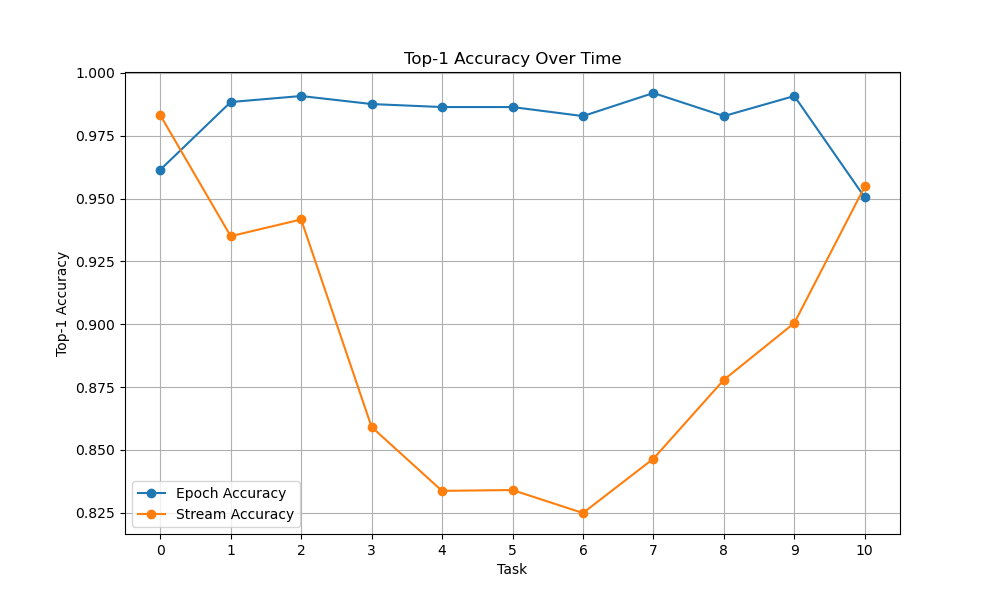 Top-1 Accuracy Over Time
Top-1 Accuracy
1.000
0.975
0.950
0.925
0.900
0.875
0.850
0.825
Epoch Accuracy
Stream Accuracy
0 1 2 3 4 5 6 7 8 9 10
Task